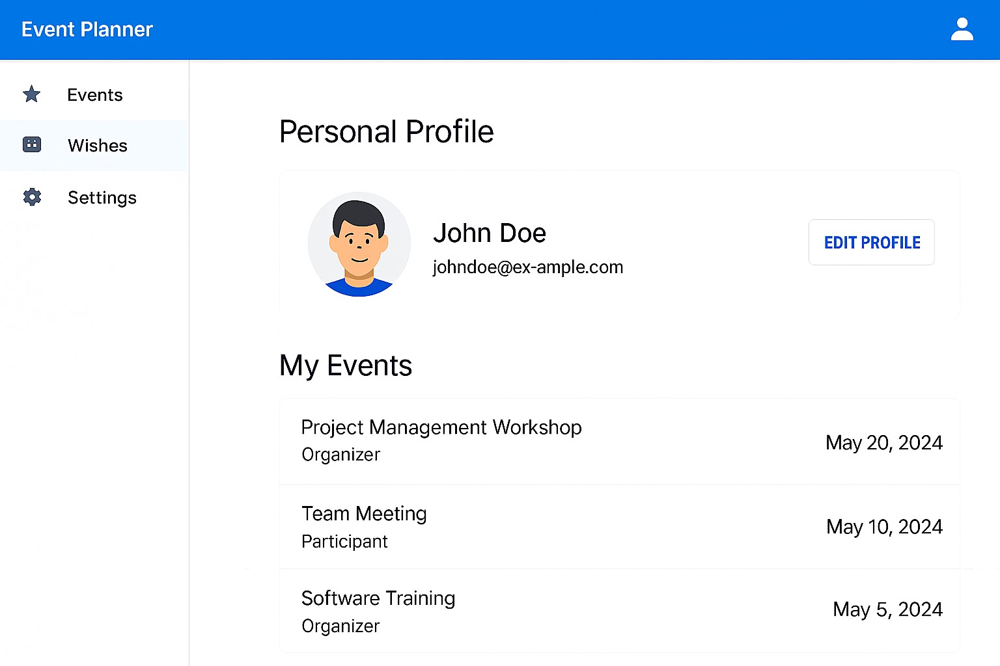 Event Planner
Events
Wishes
Settings
Personal Profile
John Doe
johndoe@ex-ample.com
EDIT PROFILE
My Events
Project Management Workshop
Organizer
May 20, 2024
Team Meeting
Participant
May 10, 2024
Software Training
Organizer
May 5, 2024